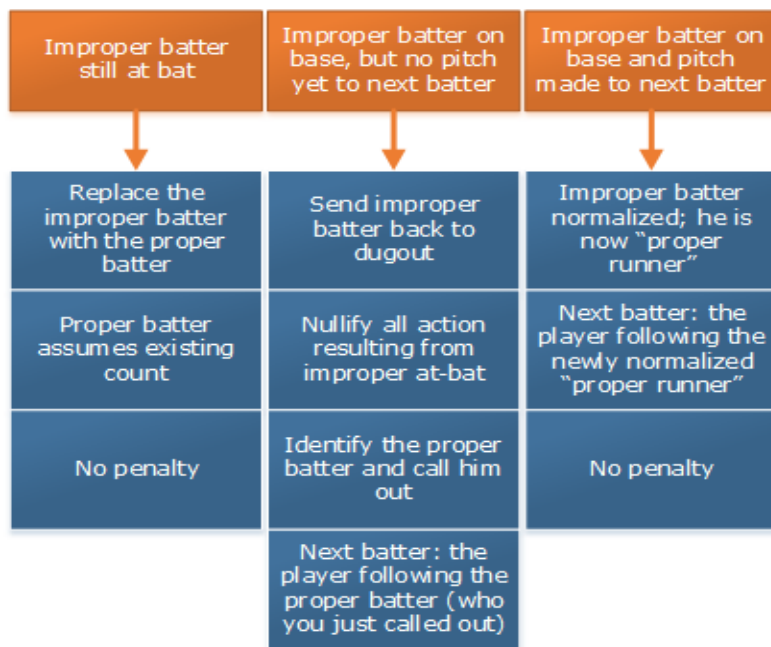 Improper batter
still at bat
Improper batter on
base, but no pitch
yet to next batter
Improper batter on
base and pitch
made to next batter
Replace the
improper batter
with the proper
batter
Proper batter
assumes existing
count
No penalty
Send improper
batter back to
dugout
Nullify all action
resulting from
improper at-bat
Identify the proper
batter and call him
out
Next batter: the
player following the
proper batter (who
you just called out)
Improper batter
normalized; he is
now “proper
runner”
Next batter: the
player following the
newly normalized
“proper runner”
No penalty